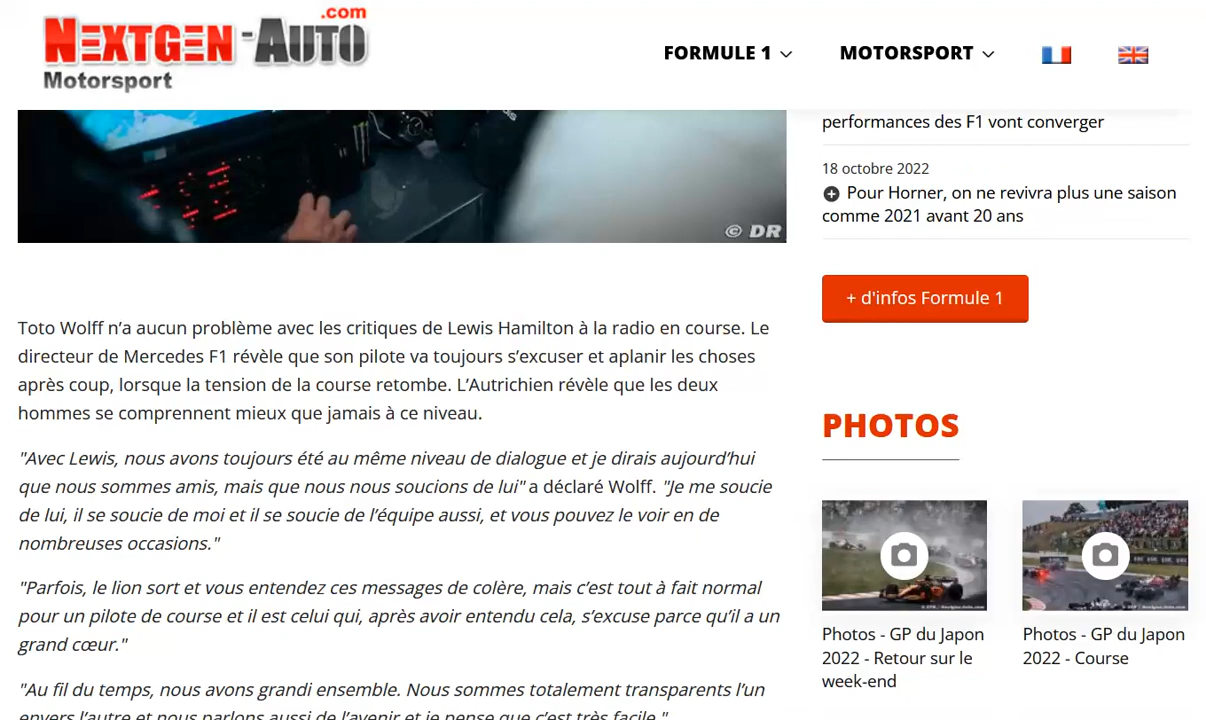 NEXTGEN-AUTO
.com
Motorsport
FORMULE 1
MOTORSPORT
© DR
Toto Wolff n’a aucun problème avec les critiques de Lewis Hamilton à la radio en course. Le
directeur de Mercedes F1 révèle que son pilote va toujours s’excuser et aplanir les choses
après coup, lorsque la tension de la course retombe. L’Autrichien révèle que les deux
hommes se comprennent mieux que jamais à ce niveau.
"Avec Lewis, nous avons toujours été au même niveau de dialogue et je dirais aujourd’hui
que nous sommes amis, mais que nous nous soucions de lui" a déclaré Wolff. "Je me soucie
de lui, il se soucie de moi et il se soucie de l’équipe aussi, et vous pouvez le voir en de
nombreuses occasions."
"Parfois, le lion sort et vous entendez ces messages de colère, mais c’est tout à fait normal
pour un pilote de course et il est celui qui, après avoir entendu cela, s’excuse parce qu’il a un
grand cœur."
"Au fil du temps, nous avons grandi ensemble. Nous sommes totalement transparents l’un
envers l’autre et nous parlons aussi de l’avenir et je pense que c’est très facile."
performances des F1 vont converger
18 octobre 2022
Pour Horner, on ne revivra plus une saison
comme 2021 avant 20 ans
+ d'infos Formule 1
PHOTOS
Photos - GP du Japon
2022 - Retour sur le
week-end
Photos - GP du Japon
2022 - Course